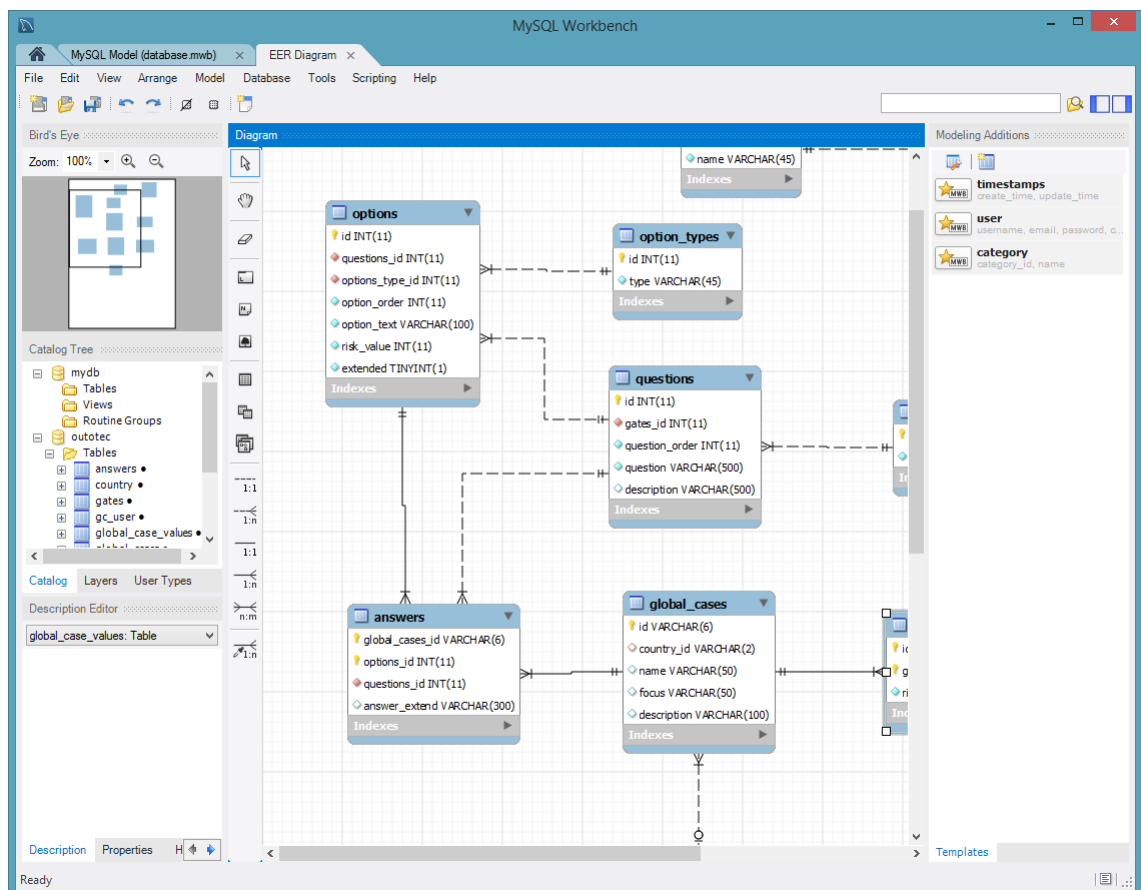 MySQL Workbench
MySQL Model (database.mwb)
EER Diagram
File Edit View Arrange Model Database Tools Scripting Help
Bird's Eye
Zoom: 100%
Catalog Tree
mydb
Tables
Views
Routine Groups
outotec
Tables
answers
country
gates
gc_user
global_case_values
Catalog Layers User Types
Description Editor
global_case_values: Table
Description Properties H
Diagram
1:1
1:n
1:1
1:n
n:m
1:n
name VARCHAR(45)
Indexes
options
id INT(11)
questions_id INT(11)
options_type_id INT(11)
option_order INT(11)
option_text VARCHAR(100)
risk_value INT(11)
extended TINYINT(1)
Indexes
option_types
id INT(11)
type VARCHAR(45)
Indexes
questions
id INT(11)
gates_id INT(11)
question_order INT(11)
question VARCHAR(500)
description VARCHAR(500)
Indexes
answers
global_cases_id VARCHAR(6)
options_id INT(11)
questions_id INT(11)
answer_extend VARCHAR(300)
Indexes
global_cases
id VARCHAR(6)
country_id VARCHAR(2)
name VARCHAR(50)
focus VARCHAR(50)
description VARCHAR(100)
Indexes
Modeling Additions
timestamps
create_time, update_time
user
username, email, password, c...
category
category_id, name
Templates
Ready